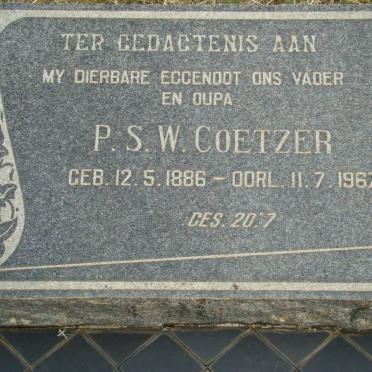 TER GEDAGTENIS AAN
MY DIERBARE EGGENOOT ONS VADER
EN OUPA
P. S. W. COETZER
GEB. 12. 5. 1886 – OORL. 11. 7. 1967
GES. 20:7